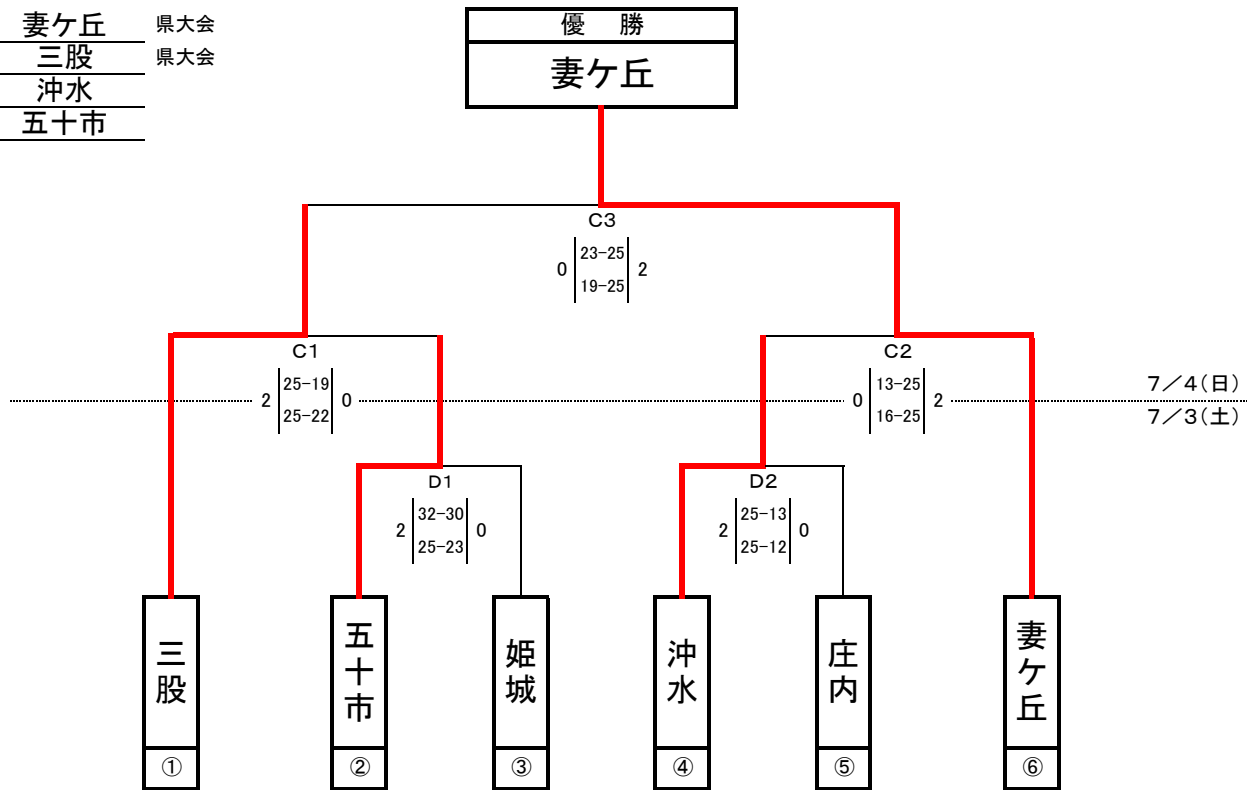 妻ケ丘 県大会
三股 県大会
沖水
五十市
優 勝
妻ケ丘
C3
23-25
0 2
19-25
C1
25-19
2 0
25-22
C2
13-25
0 2
16-25
7/4(日)
7/3(土)
D1
32-30
2 0
25-23
D2
25-13
2 0
25-12
三股
五十市
姫城
沖水
庄内
妻ケ丘
① ② ③ ④ ⑤ ⑥